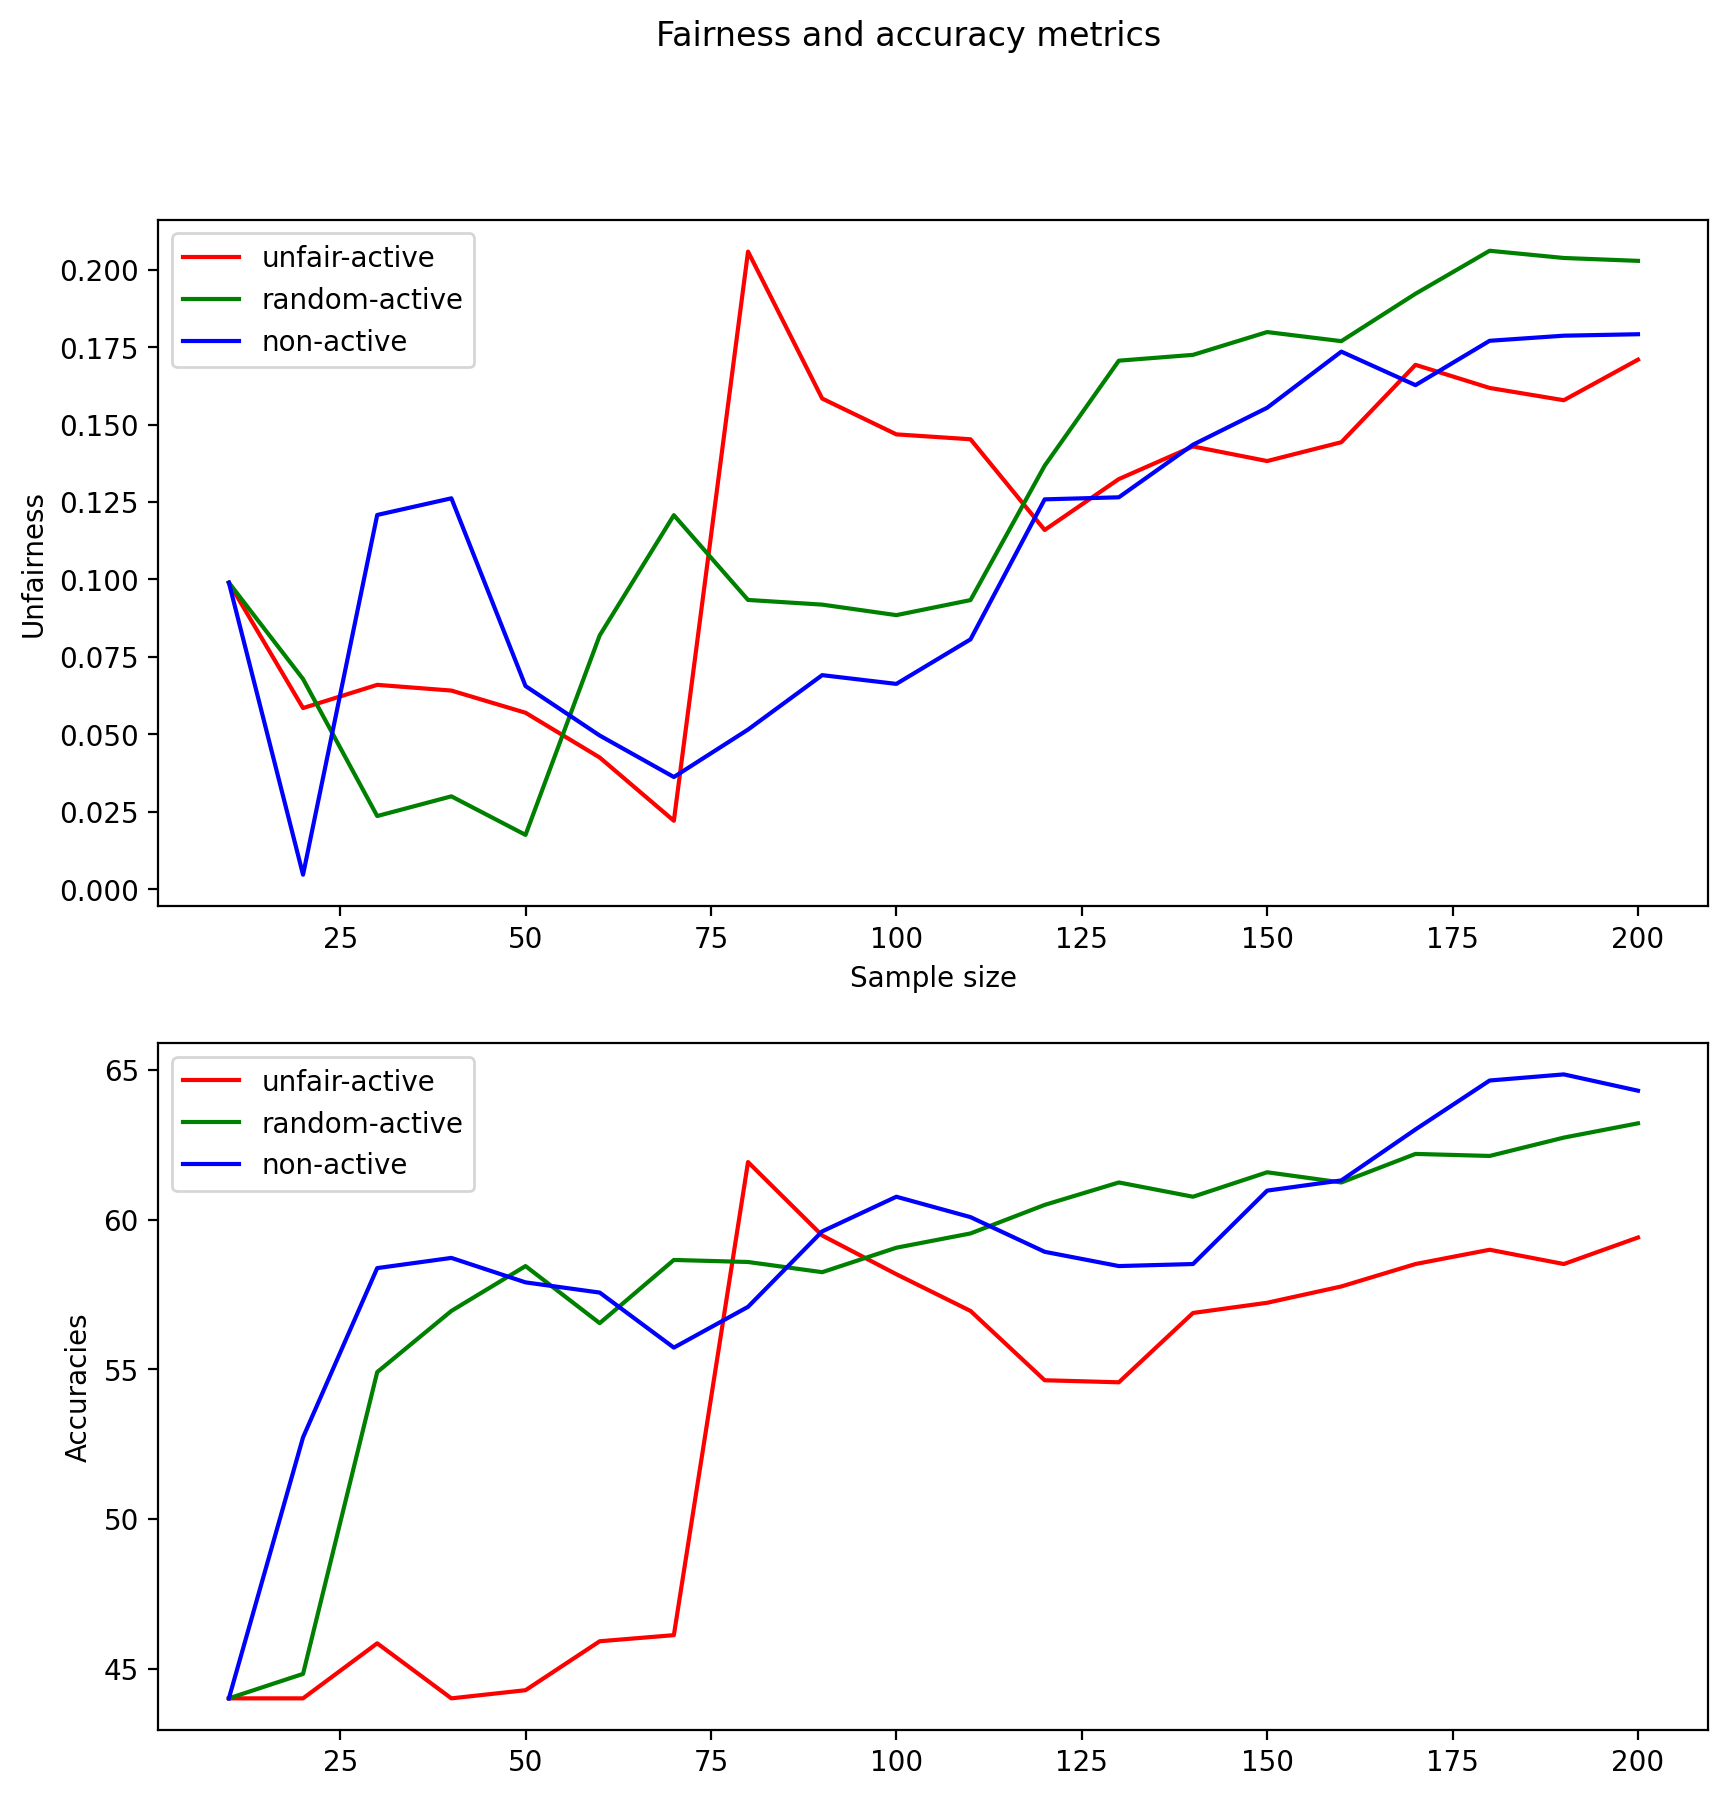 Fairness and accuracy metrics
unfair-active
random-active
non-active
0.200
0.175
0.150
0.125
0.100
0.075
0.050
0.025
0.000
Unfairness
25 50 75 100 125 150 175 200
Sample size
unfair-active
random-active
non-active
65
60
55
50
45
Accuracies
25 50 75 100 125 150 175 200